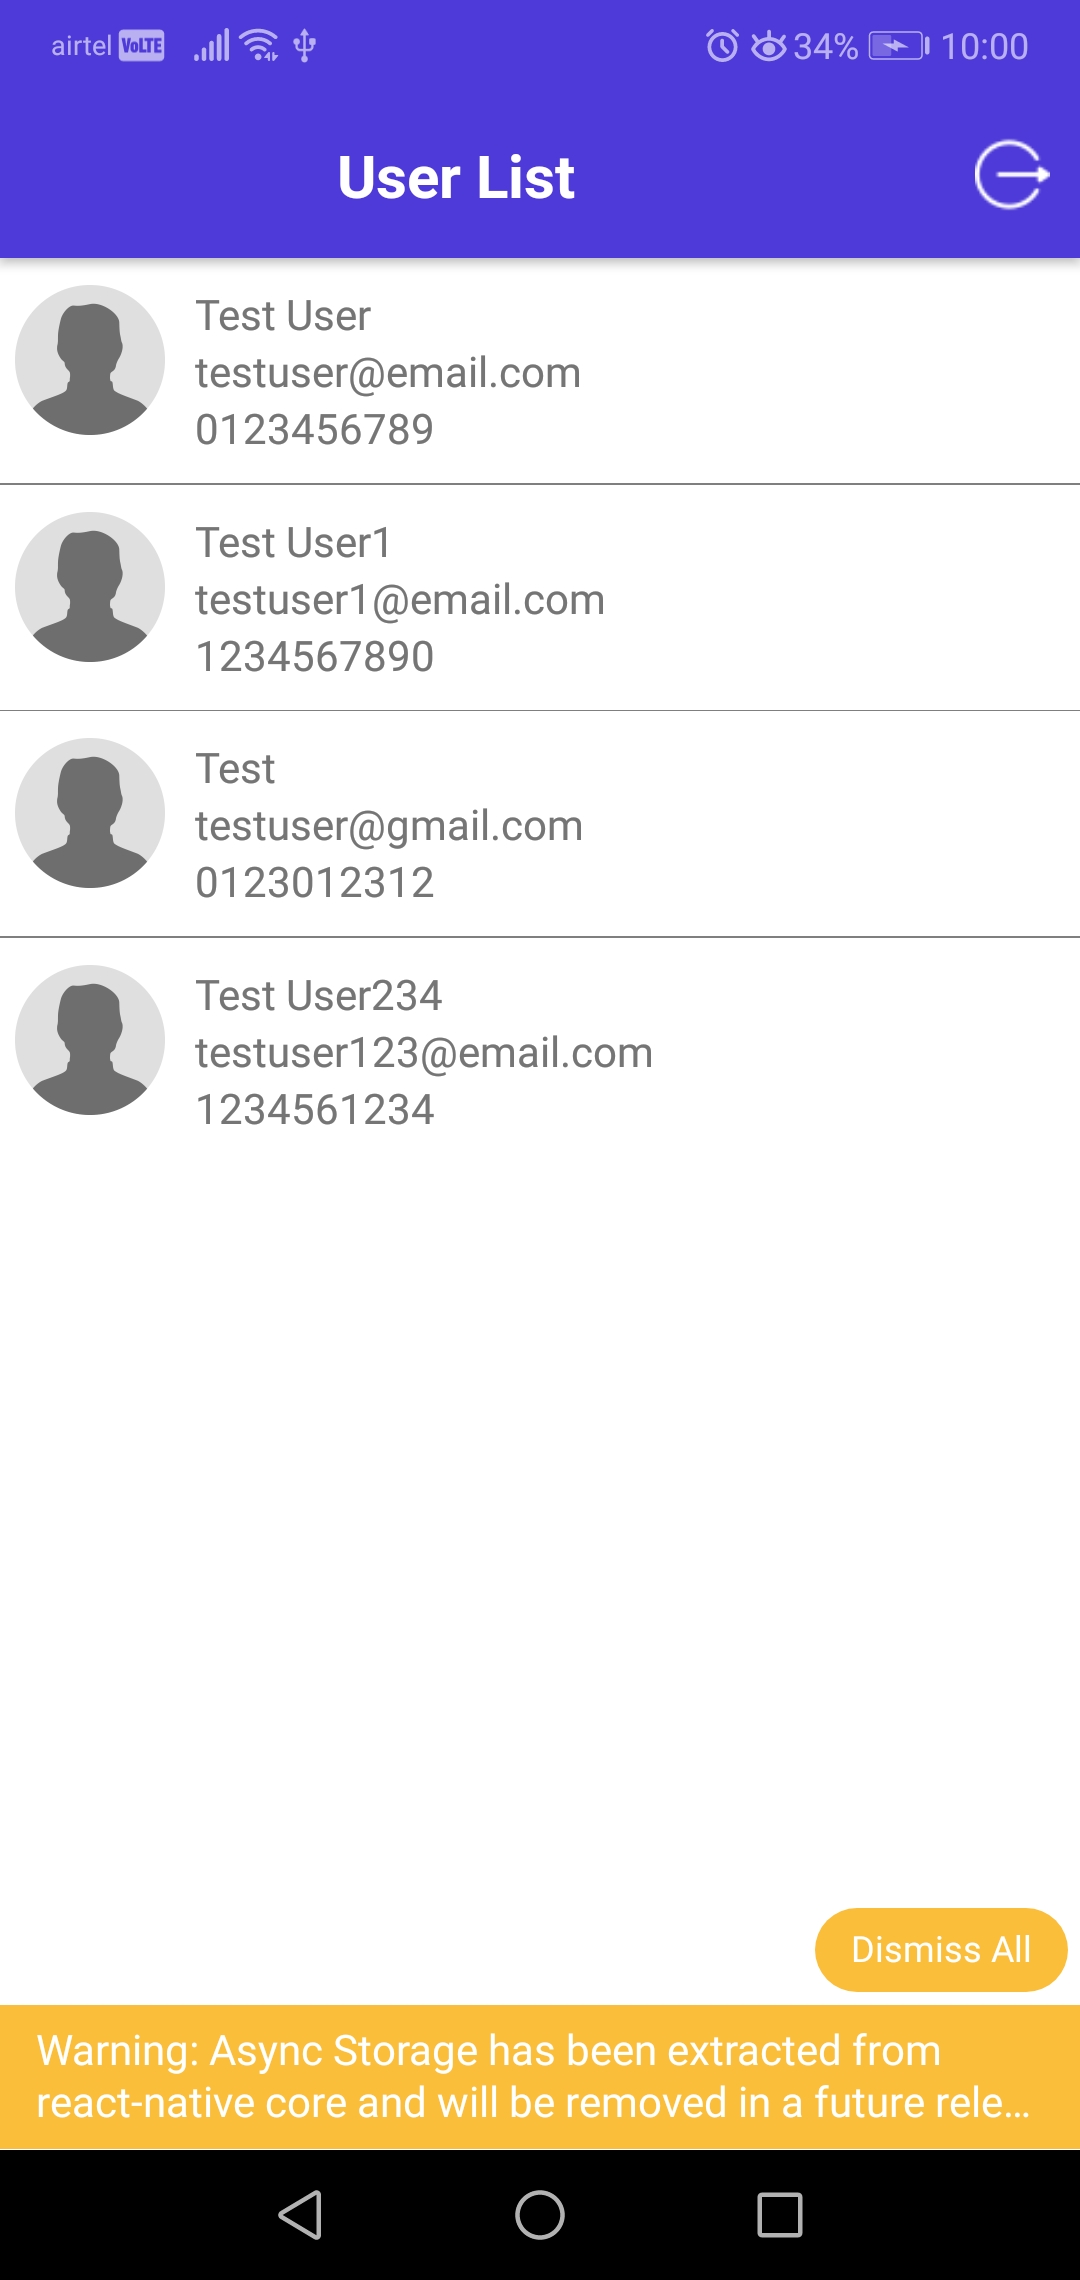 airtel VoLTE 34% 10:00
User List
Test User
testuser@email.com
0123456789
Test User1
testuser1@email.com
1234567890
Test
testuser@gmail.com
0123012312
Test User234
testuser123@email.com
1234561234
Dismiss All
Warning: Async Storage has been extracted from
react-native core and will be removed in a future rele...